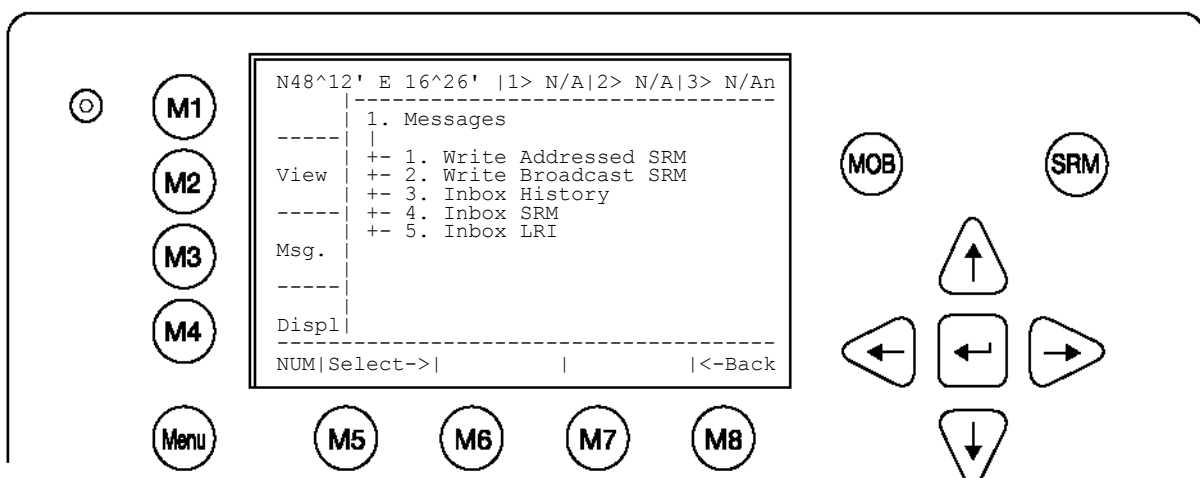 N48^12' E 16^26' |1> N/A|2> N/A|3> N/An
M1
1. Messages
+- 1. Write Addressed SRM
MOB
SRM
M2
View
+- 2. Write Broadcast SRM
+- 3. Inbox History
+- 4. Inbox SRM
+- 5. Inbox LRI
M3
Msg.
M4
Displ
NUM|Select->| | |<-Back
Menu
M5
M6
M7
M8